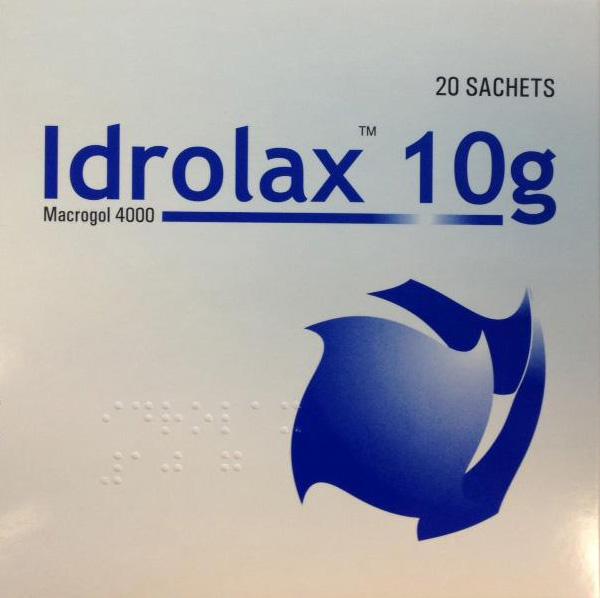 20 SACHETS
Idrolax™ 10g
Macrogol 4000